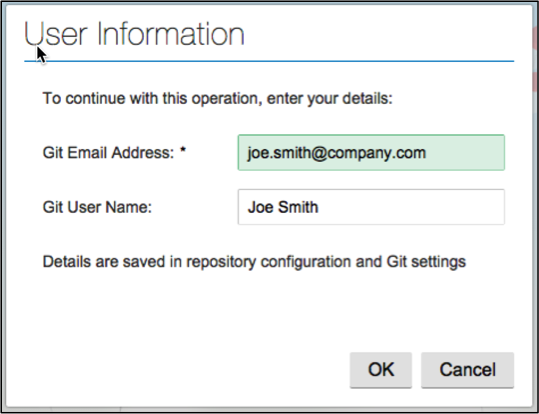 User Information
To continue with this operation, enter your details:
Git Email Address: * joe.smith@company.com
Git User Name: Joe Smith
Details are saved in repository configuration and Git settings
OK Cancel